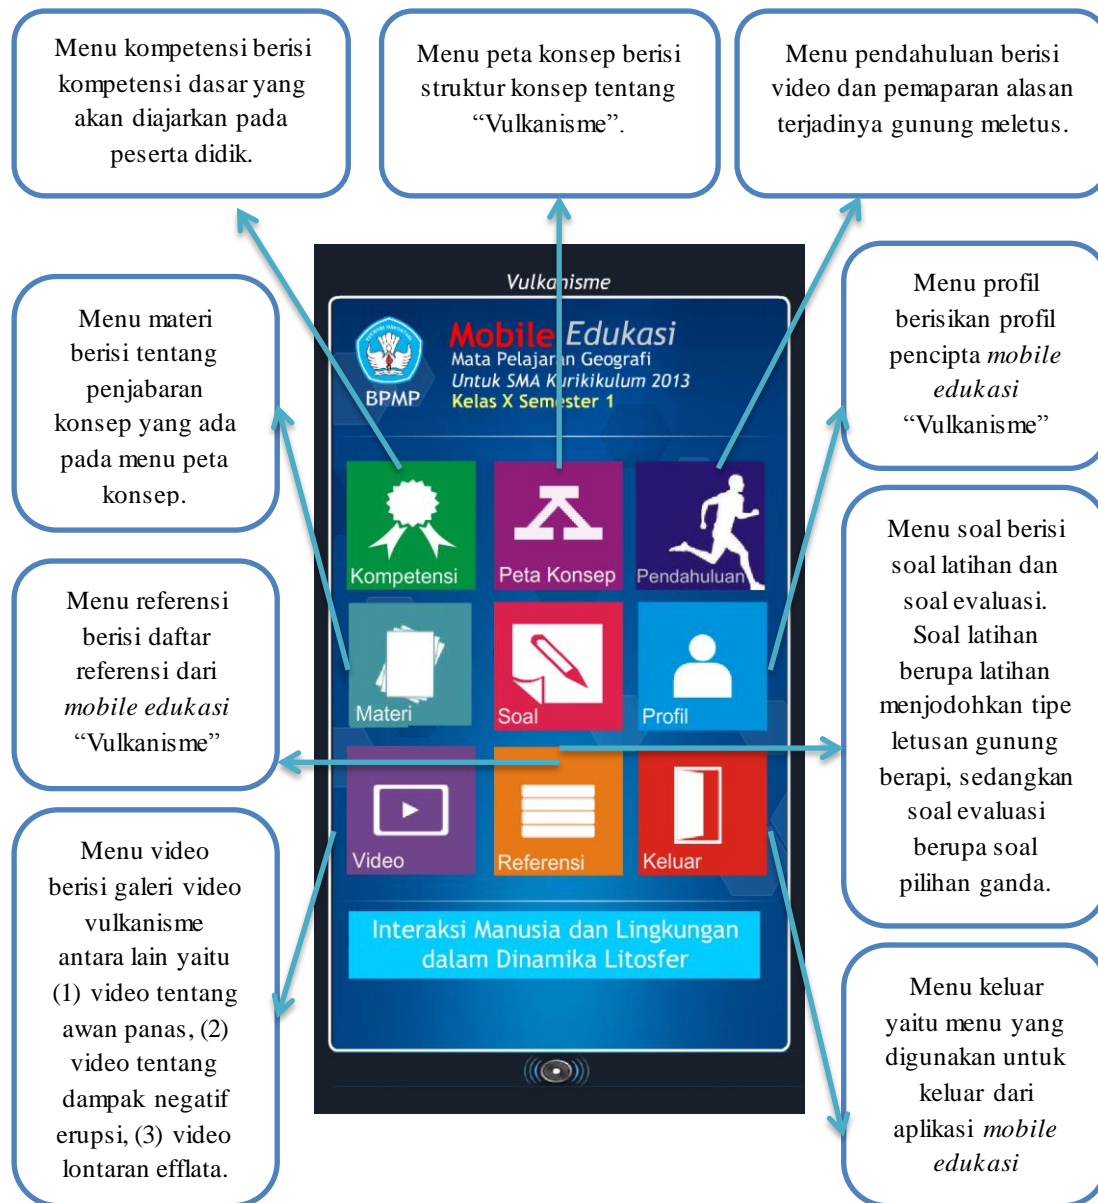 Menu kompetensi berisi
kompetensi dasar yang
akan diajarkan pada
peserta didik.
Menu peta konsep berisi
struktur konsep tentang
“Vulkanisme”.
Menu pendahuluan berisi
video dan pemaparan alasan
terjadinya gunung meletus.
Menu materi
berisi tentang
penjabaran
konsep yang ada
pada menu peta
konsep.
Menu referensi
berisi daftar
referensi dari
mobile edukasi
“Vulkanisme”
Menu video
berisi galeri video
vulkanisme
antara lain yaitu
(1) video tentang
awan panas, (2)
video tentang
dampak negatif
erupsi, (3) video
lontaran efflata.
Vulkanisme
Mobile Edukasi
Mata Pelajaran Geografi
Untuk SMA Kurikikulum 2013
Kelas X Semester 1
BPMP
Kompetensi
Peta Konsep
Pendahuluan
Materi
Soal
Profil
Video
Referensi
Keluar
Interaksi Manusia dan Lingkungan
dalam Dinamika Litosfer
Menu profil
berisikan profil
pencipta mobile
edukasi
“Vulkanisme”
Menu soal berisi
soal latihan dan
soal evaluasi.
Soal latihan
berupa latihan
menjodohkan tipe
letusan gunung
berapi, sedangkan
soal evaluasi
berupa soal
pilihan ganda.
Menu keluar
yaitu menu yang
digunakan untuk
keluar dari
aplikasi mobile
edukasi